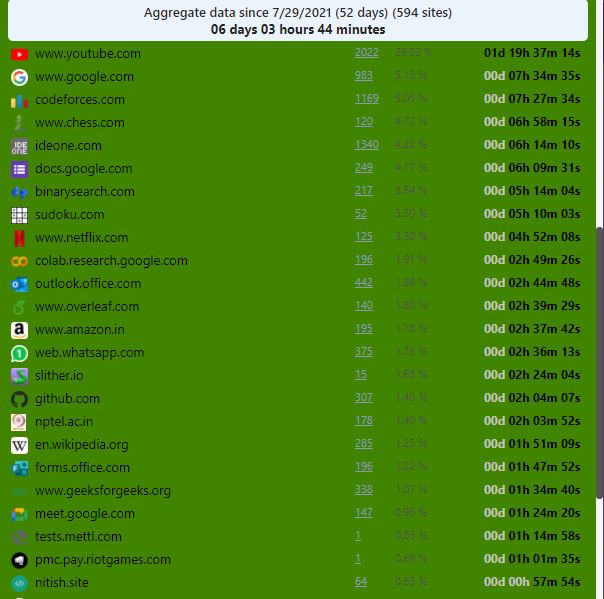 Aggregate data since 7/29/2021 (52 days) (594 sites)
06 days 03 hours 44 minutes
www.youtube.com 2022 29.52 % 01d 19h 37m 14s
www.google.com 983 5.13 % 00d 07h 34m 35s
codeforces.com 1169 5.05 % 00d 07h 27m 34s
www.chess.com 120 4.72 % 00d 06h 58m 15s
IDE ONE ideone.com 1340 4.22 % 00d 06h 14m 10s
docs.google.com 249 4.17 % 00d 06h 09m 31s
binarysearch.com 217 3.54 % 00d 05h 14m 04s
sudoku.com 52 3.50 % 00d 05h 10m 03s
www.netflix.com 125 3.30 % 00d 04h 52m 08s
colab.research.google.com 196 1.91 % 00d 02h 49m 26s
outlook.office.com 442 1.86 % 00d 02h 44m 48s
www.overleaf.com 140 1.80 % 00d 02h 39m 29s
www.amazon.in 195 1.78 % 00d 02h 37m 42s
web.whatsapp.com 375 1.76 % 00d 02h 36m 13s
slither.io 15 1.63 % 00d 02h 24m 04s
github.com 307 1.40 % 00d 02h 04m 07s
nptel.ac.in 178 1.40 % 00d 02h 03m 52s
en.wikipedia.org 285 1.25 % 00d 01h 51m 09s
forms.office.com 196 1.22 % 00d 01h 47m 52s
www.geeksforgeeks.org 338 1.07 % 00d 01h 34m 40s
meet.google.com 147 0.95 % 00d 01h 24m 20s
tests.mettl.com 1 0.85 % 00d 01h 14m 58s
pmc.pay.riotgames.com 1 0.69 % 00d 01h 01m 35s
nitish.site 64 0.65 % 00d 00h 57m 54s